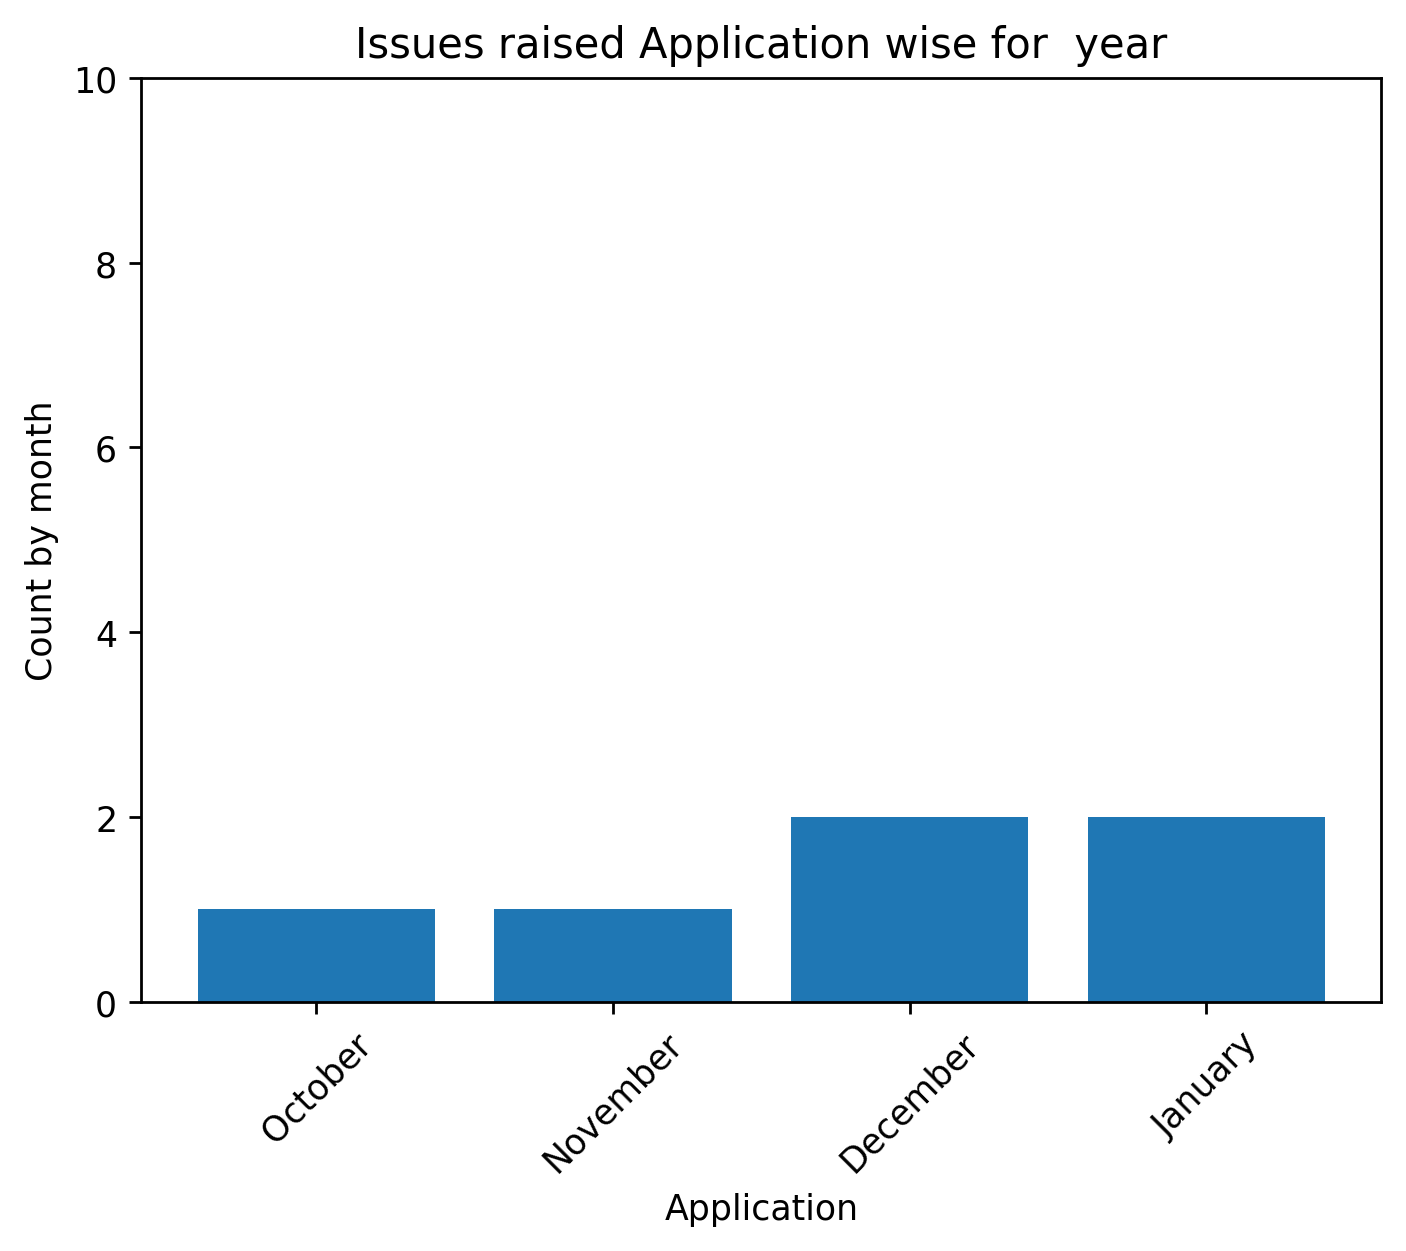 Issues raised Application wise for  year
10
8
6
4
2
0
Count by month
October
November
December
January
Application